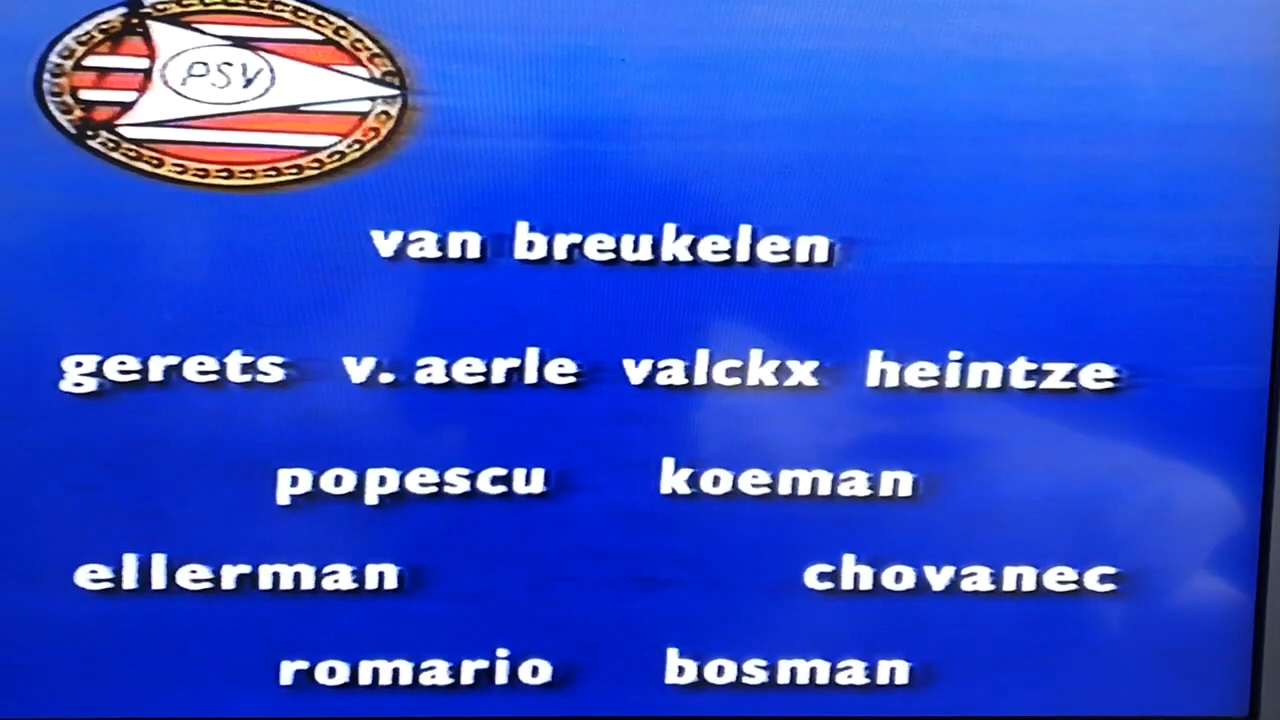 PSV
van breukelen
gerets v. aerle valckx heintze
popescu koeman
ellerman chovanec
romario bosman